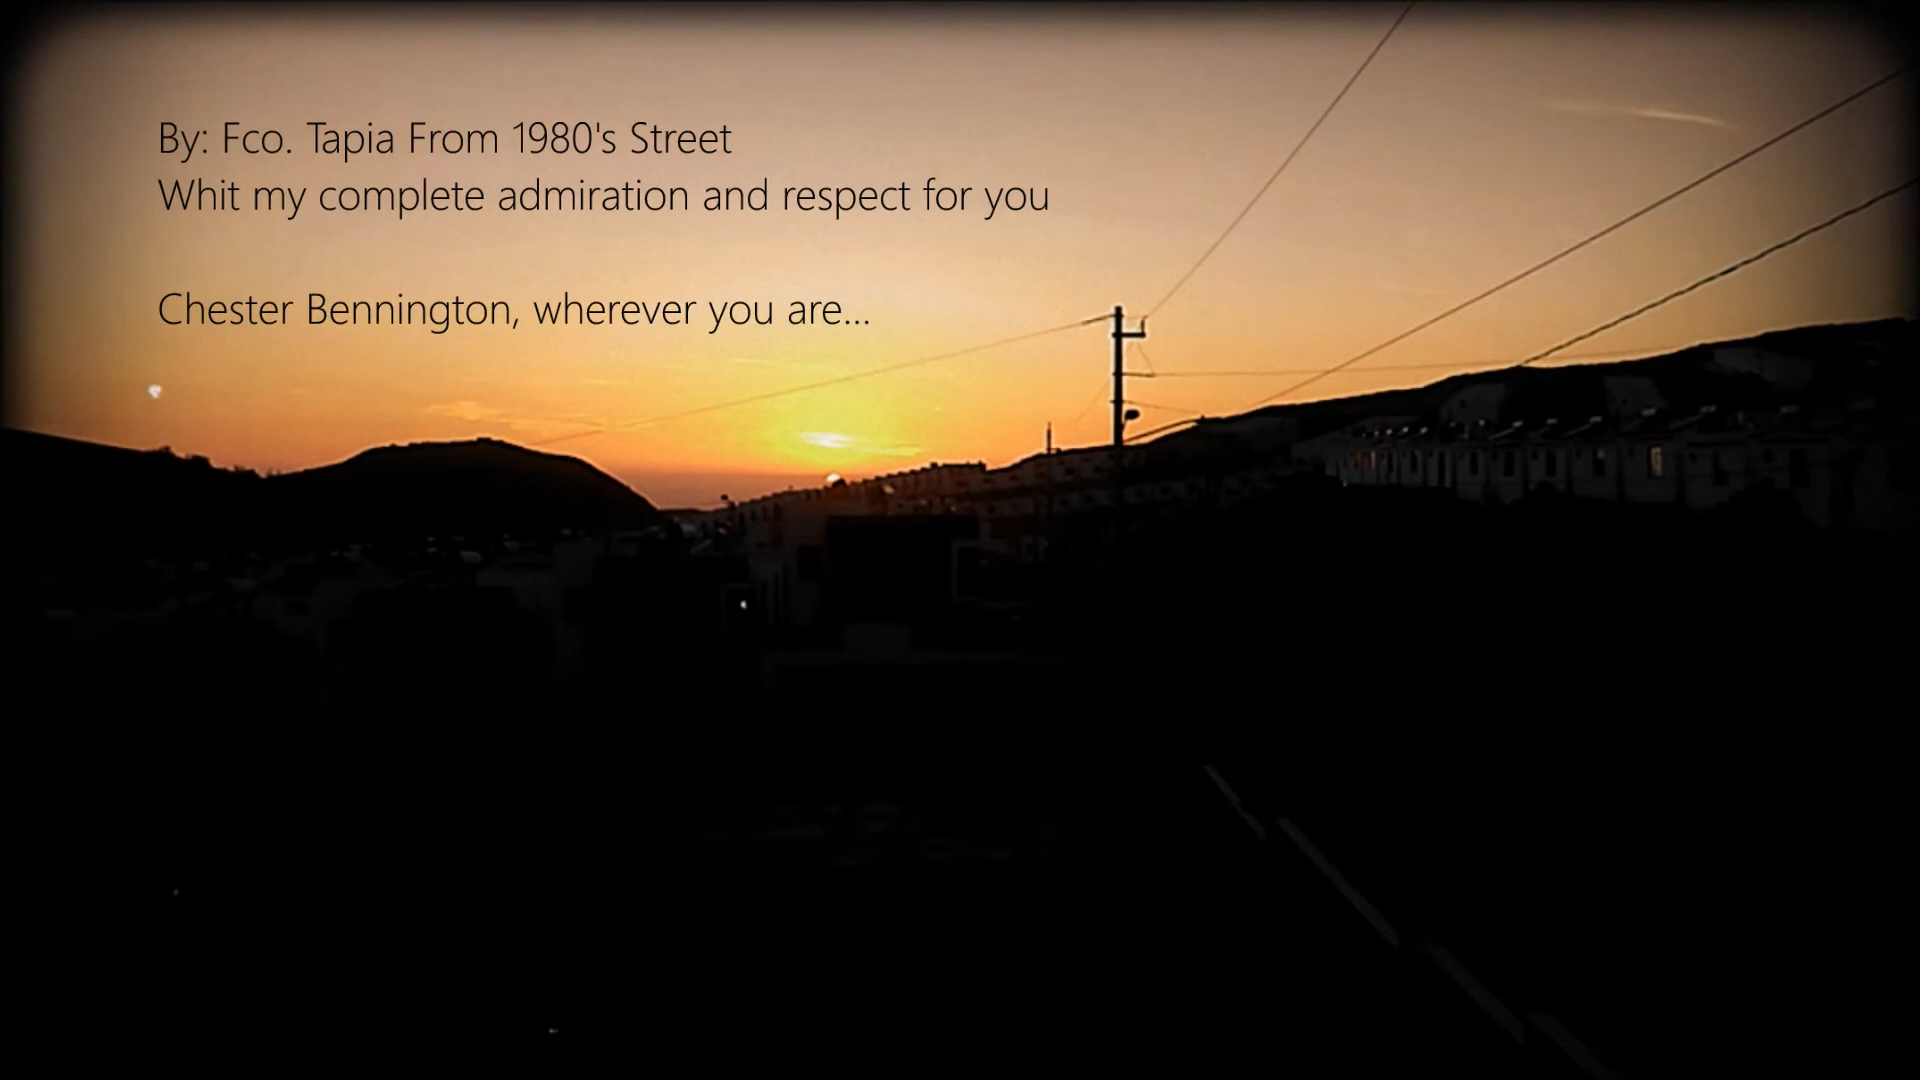 By: Fco. Tapia From 1980's Street
Whit my complete admiration and respect for you
Chester Bennington, wherever you are...